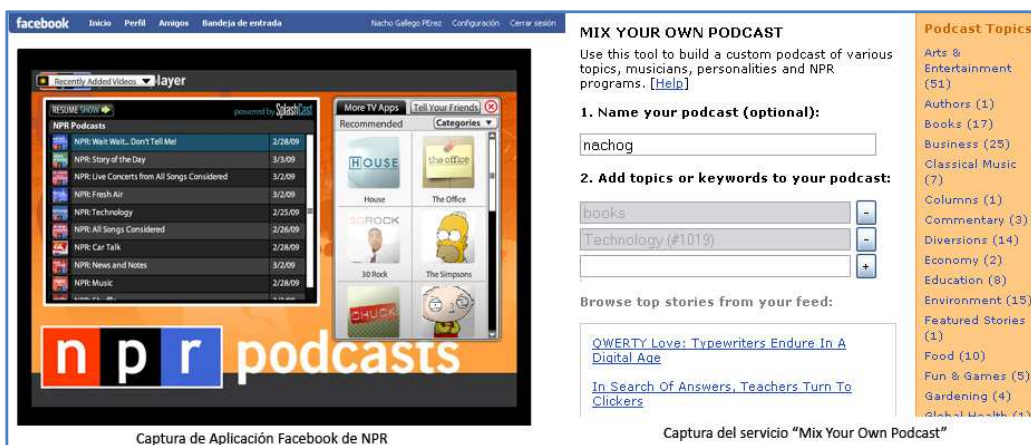 facebook Inicio Perfil Amigos Bandeja de entrada Nacho Gallego PErez Configuración Cerrar sesión
Recently Added Videos layer
RESUME SHOW powered by SplashCast
NPR Podcasts
NPR: Wait Wait... Don't Tell Me! 2/28/09
NPR: Story of the Day 3/3/09
NPR: Live Concerts from All Songs Considered 3/2/09
NPR: Fresh Air 3/2/09
NPR: Technology 2/25/09
NPR: All Songs Considered 2/26/09
NPR: Car Talk 2/28/09
NPR: News and Notes 3/2/09
NPR: Music 2/28/09
More TV Apps Tell Your Friends
Recommended Categories
HOUSE the office
House The Office
30ROCK
30 Rock The Simpsons
CHUCK
npr podcasts
Captura de Aplicación Facebook de NPR
MIX YOUR OWN PODCAST
Use this tool to build a custom podcast of various
topics, musicians, personalities and NPR
programs. [Help]
1. Name your podcast (optional):
nachog
2. Add topics or keywords to your podcast:
books -
Technology (#1019) -
+
Browse top stories from your feed:
QWERTY Love: Typewriters Endure In A
Digital Age
In Search Of Answers, Teachers Turn To
Clickers
Captura del servicio "Mix Your Own Podcast"
Podcast Topics
Arts &
Entertainment
(51)
Authors (1)
Books (17)
Business (25)
Classical Music
(7)
Columns (1)
Commentary (3)
Diversions (14)
Economy (2)
Education (8)
Environment (15)
Featured Stories
(1)
Food (10)
Fun & Games (5)
Gardening (4)
Global Health (1)